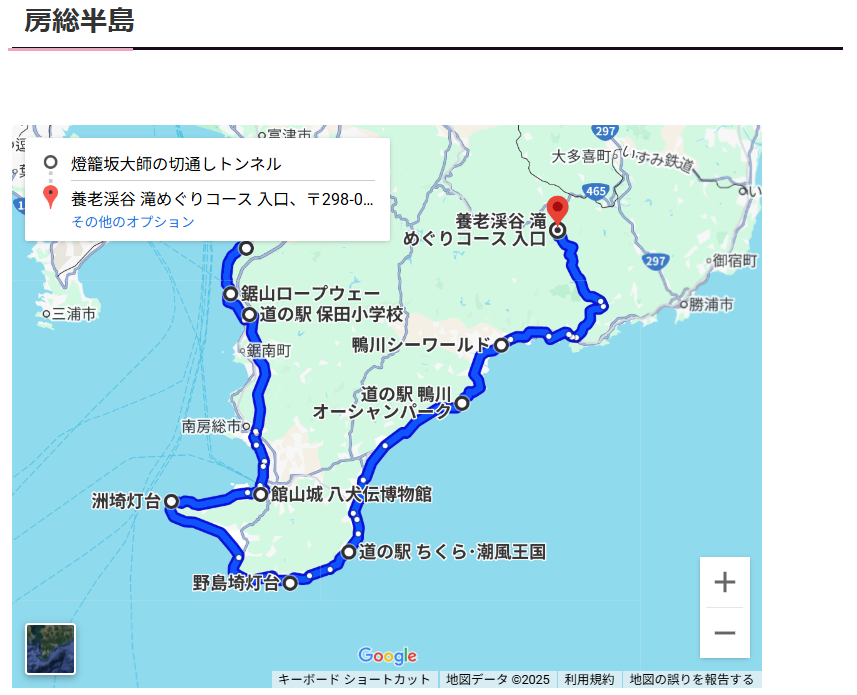 房総半島
富津市
燈籠坂大師の切通しトンネル
養老渓谷 滝めぐりコース 入口、〒298-0...
その他のオプション
297
大多喜町
いすみ鉄道
465
養老渓谷 滝
めぐりコース 入口
297
御宿町
勝浦市
三浦市
鋸山ロープウェー
道の駅 保田小学校
鋸南町
鴨川シーワールド
道の駅 鴨川
オーシャンパーク
南房総市
館山城 八犬伝博物館
洲埼灯台
道の駅 ちくら·潮風王国
野島埼灯台
Google
キーボード ショートカット
地図データ ©2025
利用規約
地図の誤りを報告する